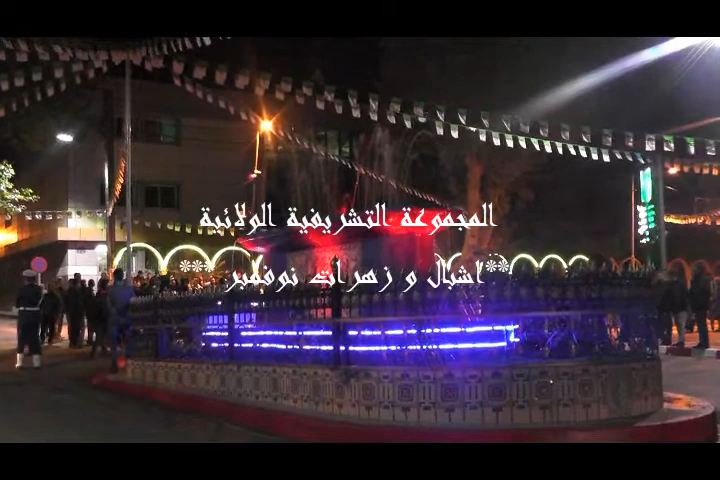 المجموعة التشريفية الولائية
**اشبال و زهرات نوفمبر***